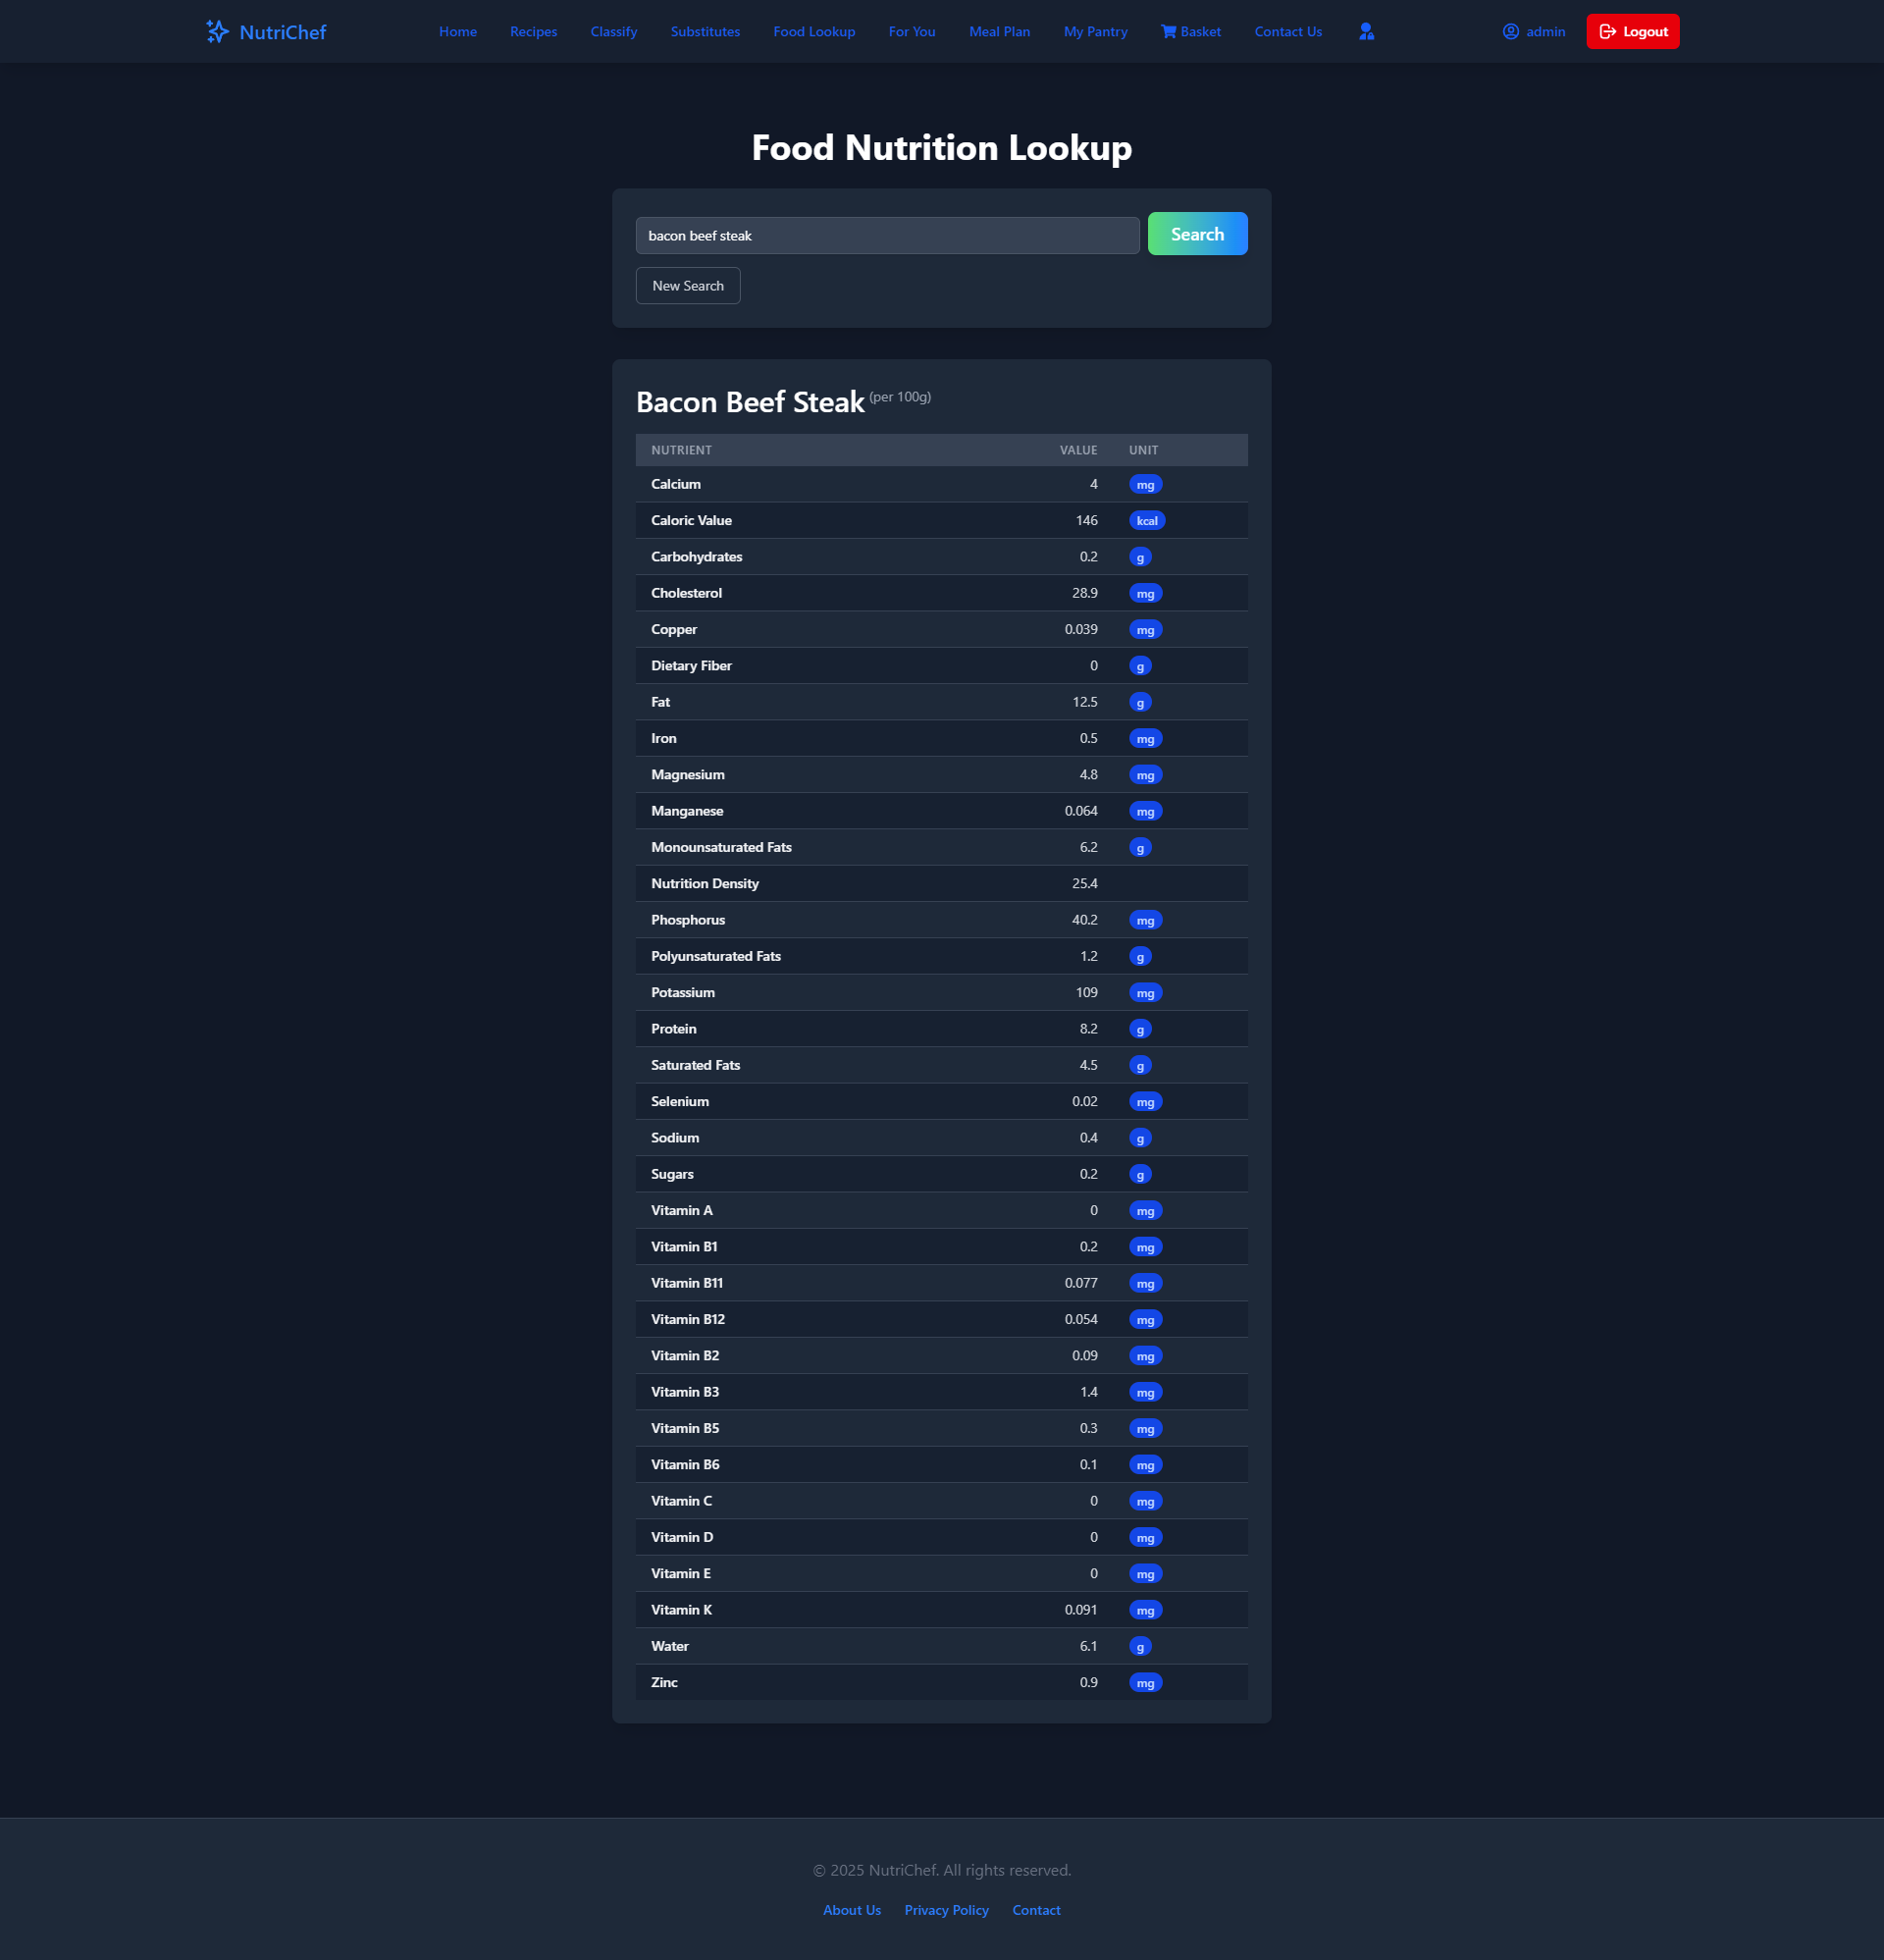 NutriChef Home Recipes Classify Substitutes Food Lookup For You Meal Plan My Pantry Basket Contact Us admin Logout
Food Nutrition Lookup
bacon beef steak Search
New Search
Bacon Beef Steak (per 100g)
NUTRIENT VALUE UNIT
Calcium 4 mg
Caloric Value 146 kcal
Carbohydrates 0.2 g
Cholesterol 28.9 mg
Copper 0.039 mg
Dietary Fiber 0 g
Fat 12.5 g
Iron 0.5 mg
Magnesium 4.8 mg
Manganese 0.064 mg
Monounsaturated Fats 6.2 g
Nutrition Density 25.4
Phosphorus 40.2 mg
Polyunsaturated Fats 1.2 g
Potassium 109 mg
Protein 8.2 g
Saturated Fats 4.5 g
Selenium 0.02 mg
Sodium 0.4 g
Sugars 0.2 g
Vitamin A 0 mg
Vitamin B1 0.2 mg
Vitamin B11 0.077 mg
Vitamin B12 0.054 mg
Vitamin B2 0.09 mg
Vitamin B3 1.4 mg
Vitamin B5 0.3 mg
Vitamin B6 0.1 mg
Vitamin C 0 mg
Vitamin D 0 mg
Vitamin E 0 mg
Vitamin K 0.091 mg
Water 6.1 g
Zinc 0.9 mg
© 2025 NutriChef. All rights reserved.
About Us Privacy Policy Contact